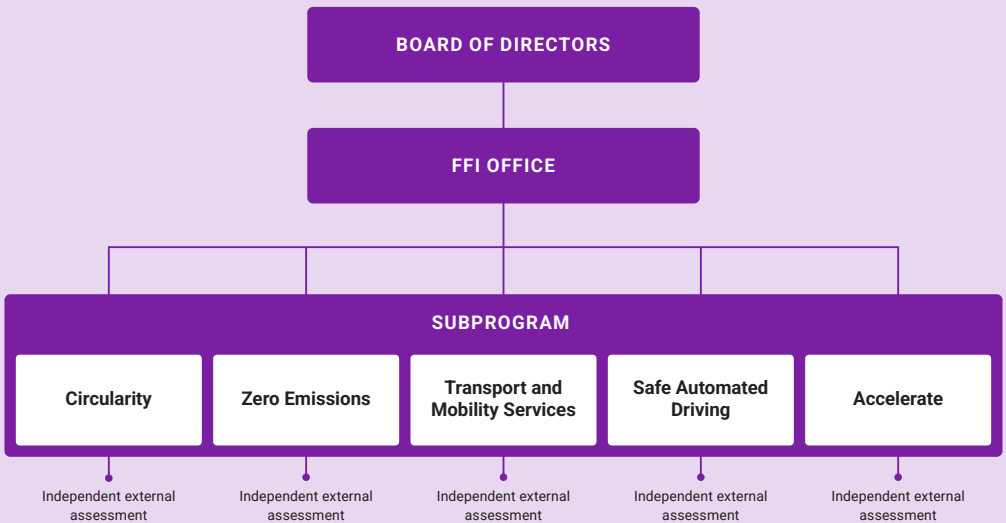 BOARD OF DIRECTORS
FFI OFFICE
SUBPROGRAM
Circularity
Zero Emissions
Transport and
Mobility Services
Safe Automated
Driving
Accelerate
Independent external
assessment
Independent external
assessment
Independent external
assessment
Independent external
assessment
Independent external
assessment